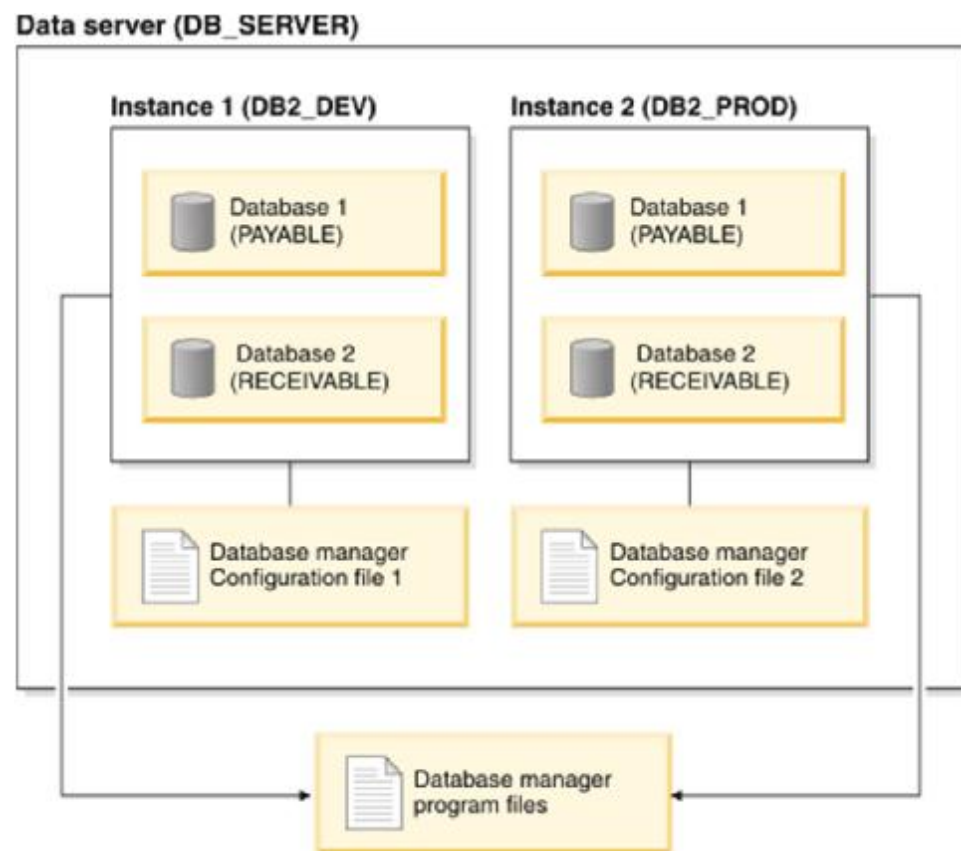 Data server (DB_SERVER)
Instance 1 (DB2_DEV)
Database 1
(PAYABLE)
Database 2
(RECEIVABLE)
Database manager
Configuration file 1
Instance 2 (DB2_PROD)
Database 1
(PAYABLE)
Database 2
(RECEIVABLE)
Database manager
Configuration file 2
Database manager
program files